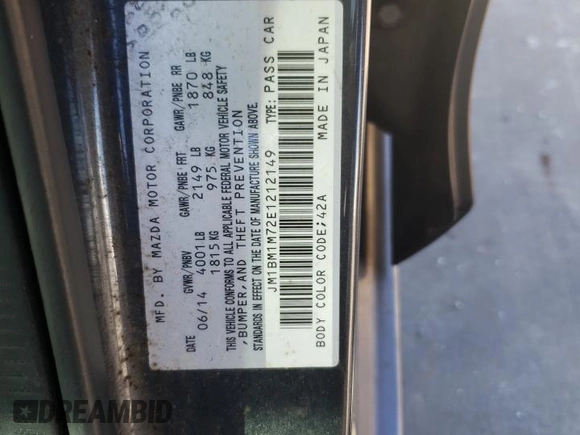 MFD. BY MAZDA MOTOR CORPORATION
GVWR/PNBV GAWR/PNBE FRT GAWR/PNBE RR
DATE 06/14 4001LB 2149 LB 1870 LB
1815KG 975 KG 848 KG
THIS VEHICLE CONFORMS TO ALL APPLICABLE FEDERAL MOTOR VEHICLE SAFETY
,BUMPER,AND THEFT PREVENTION
STANDARDS IN EFFECT ON THE DATE OF MANUFACTURE SHOWN ABOVE.
JM1BM1M72E1212149 TYPE: PASS CAR
BODY COLOR CODE;42A MADE IN JAPAN
DREAMBID